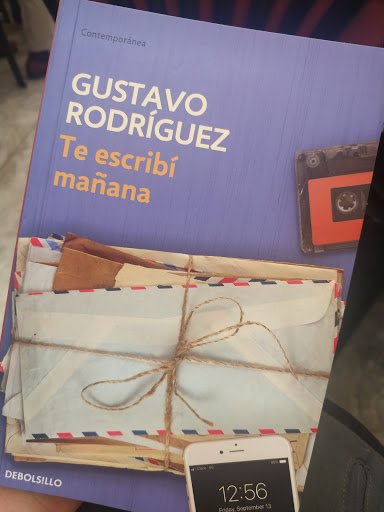 Contemporánea
GUSTAVO
RODRÍGUEZ
Te escribí
mañana
12:56
Friday, September 13
DEBOLSILLO